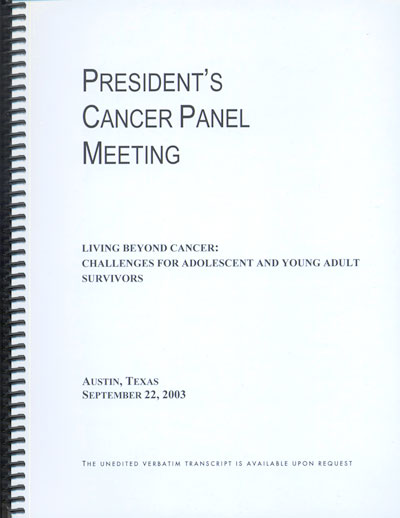 PRESIDENT'S
CANCER PANEL
MEETING
LIVING BEYOND CANCER:
CHALLENGES FOR ADOLESCENT AND YOUNG ADULT
SURVIVORS
AUSTIN, TEXAS
SEPTEMBER 22, 2003
THE UNEDITED VERBATIM TRANSCRIPT IS AVAILABLE UPON REQUEST